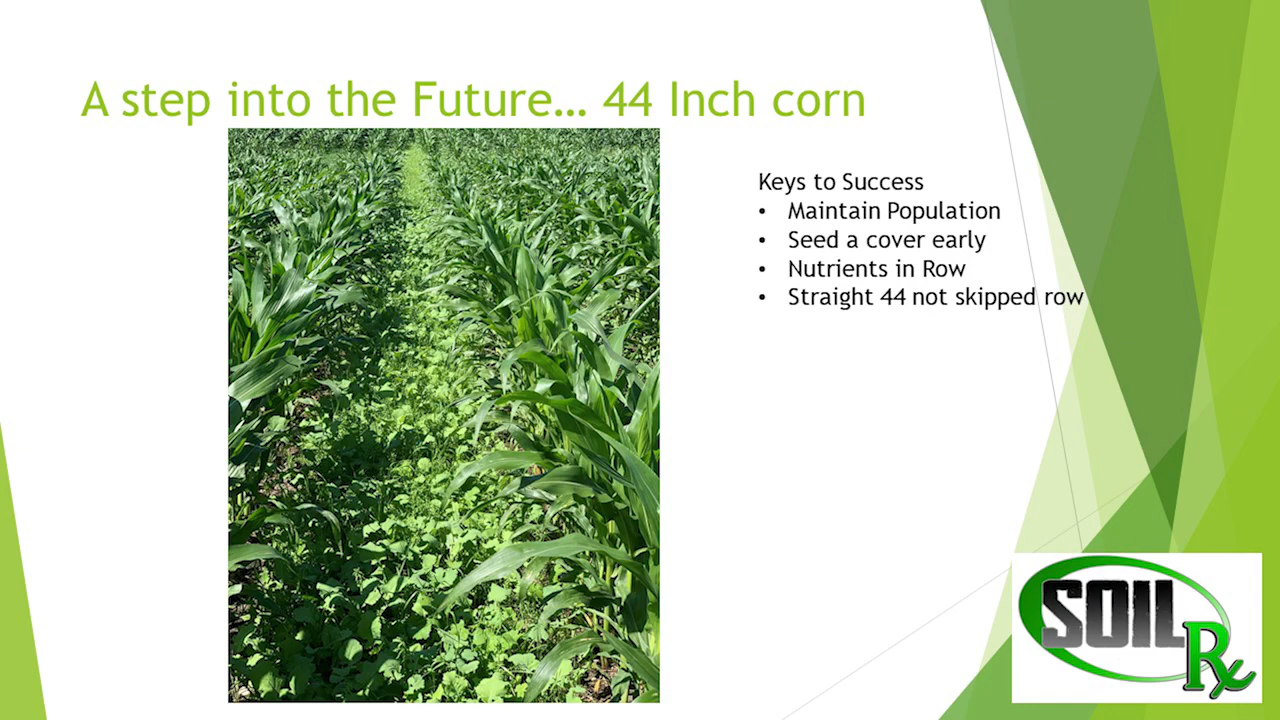 A step into the Future... 44 Inch corn
Keys to Success
• Maintain Population
• Seed a cover early
• Nutrients in Row
• Straight 44 not skipped row
SOIL
Rx